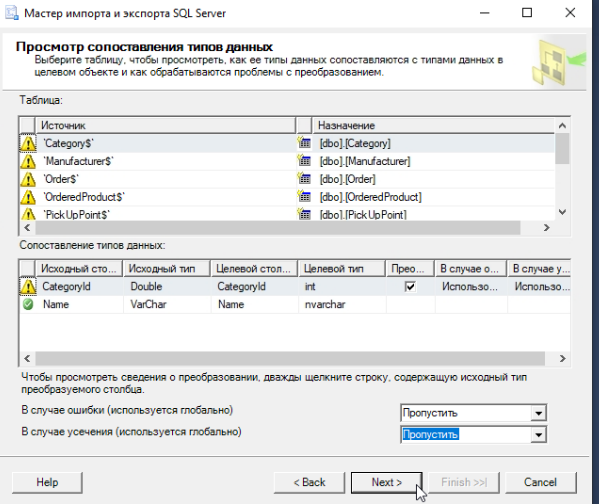 Мастер импорта и экспорта SQL Server
Просмотр сопоставления типов данных
Выберите таблицу, чтобы просмотреть, как ее типы данных сопоставляются с типами данных в
целевом объекте и как обрабатываются проблемы с преобразованием.
Таблица:
Источник Назначение
`Category$` [dbo].[Category]
`Manufacturer$` [dbo].[Manufacturer]
`Order$` [dbo].[Order]
`OrderedProduct$` [dbo].[OrderedProduct]
`PickUpPoint$` [dbo].[PickUpPoint]
Сопоставление типов данных:
Исходный сто... Исходный тип Целевой стол... Целевой тип Прео... В случае о... В случае у...
CategoryId Double CategoryId int Использо... Использо...
Name VarChar Name nvarchar
Чтобы просмотреть сведения о преобразовании, дважды щелкните строку, содержащую исходный тип
преобразуемого столбца.
В случае ошибки (используется глобально) Пропустить
В случае усечения (используется глобально) Пропустить
Help < Back Next > Finish >>| Cancel